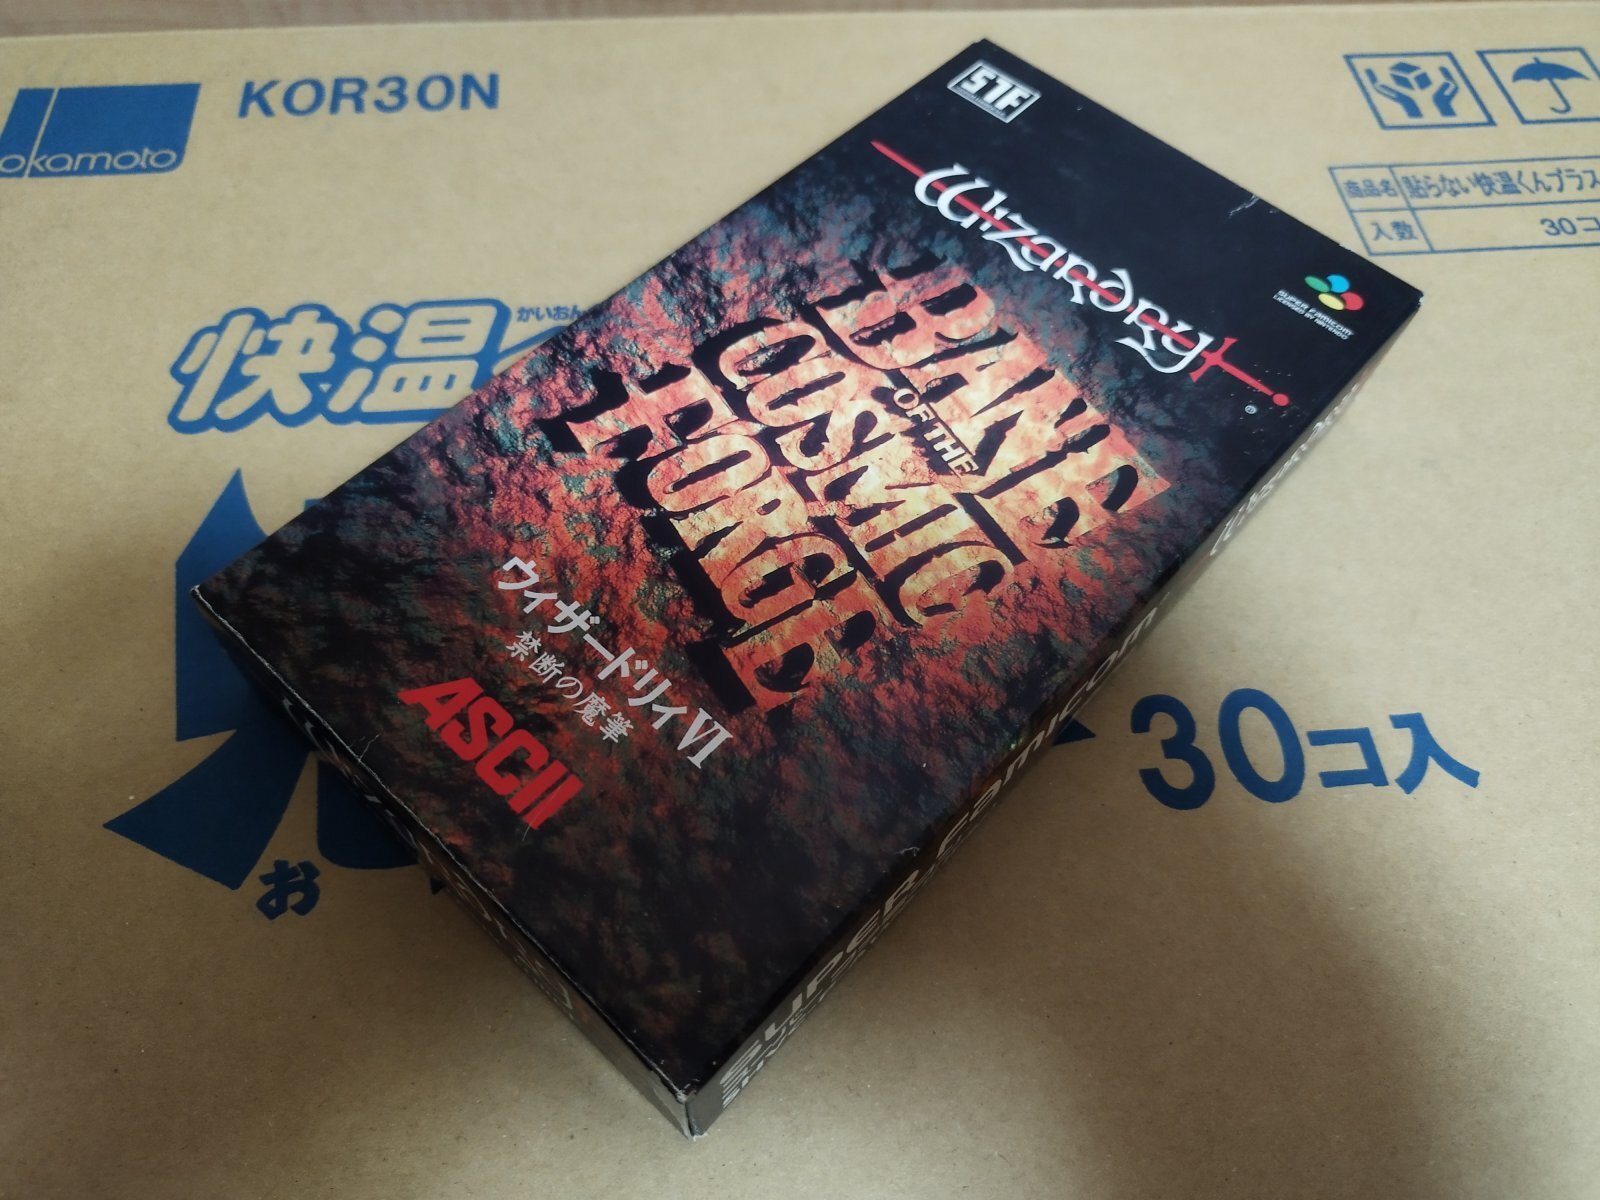 okamoto
KOR30N
商品名 貼らない快温くんプラス
入数 30コ
かいおん
快温
お
30コ入
STF
Wizardry
®
SUPER FAMICOM
LICENSED BY NINTENDO
BANE
OF THE
COSMIC
FORGE
ウィザードリィVI
禁断の魔筆
ASCII
SUPER Famicom